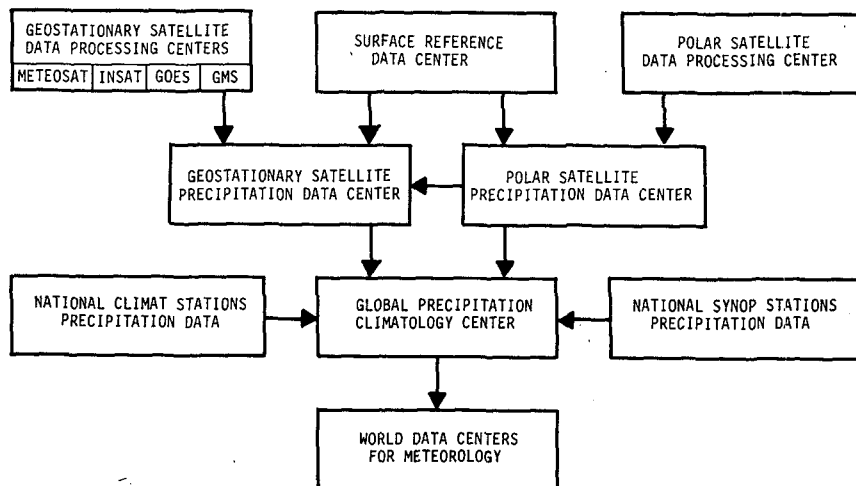 GEOSTATIONARY SATELLITE
DATA PROCESSING CENTERS
METEOSAT INSAT GOES GMS
SURFACE REFERENCE
DATA CENTER
POLAR SATELLITE
DATA PROCESSING CENTER
GEOSTATIONARY SATELLITE
PRECIPITATION DATA CENTER
POLAR SATELLITE
PRECIPITATION DATA CENTER
NATIONAL CLIMAT STATIONS
PRECIPITATION DATA
GLOBAL PRECIPITATION
CLIMATOLOGY CENTER
NATIONAL SYNOP STATIONS
PRECIPITATION DATA
WORLD DATA CENTERS
FOR METEOROLOGY